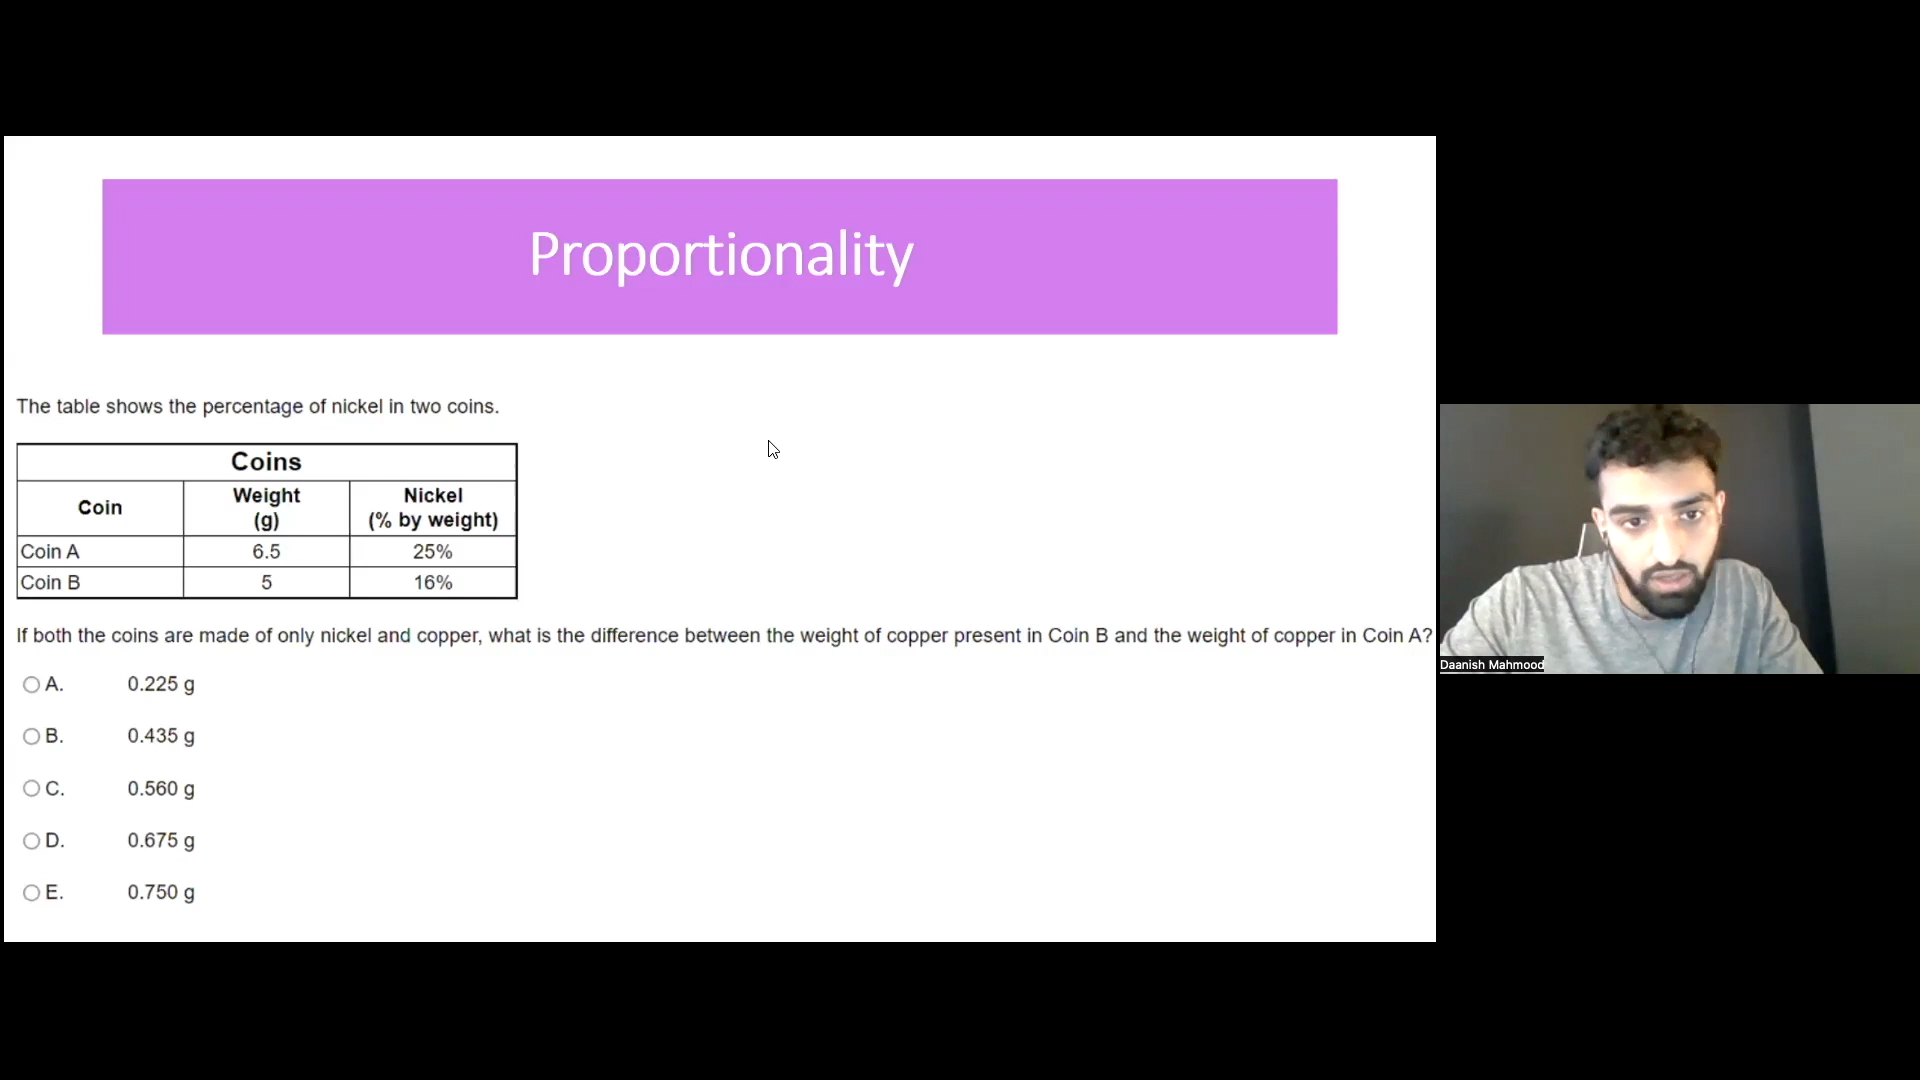 Proportionality
The table shows the percentage of nickel in two coins.
Coins
Coin Weight (g) Nickel (% by weight)
Coin A 6.5 25%
Coin B 5 16%
If both the coins are made of only nickel and copper, what is the difference between the weight of copper present in Coin B and the weight of copper in Coin A?
A. 0.225 g
B. 0.435 g
C. 0.560 g
D. 0.675 g
E. 0.750 g
Daanish Mahmood